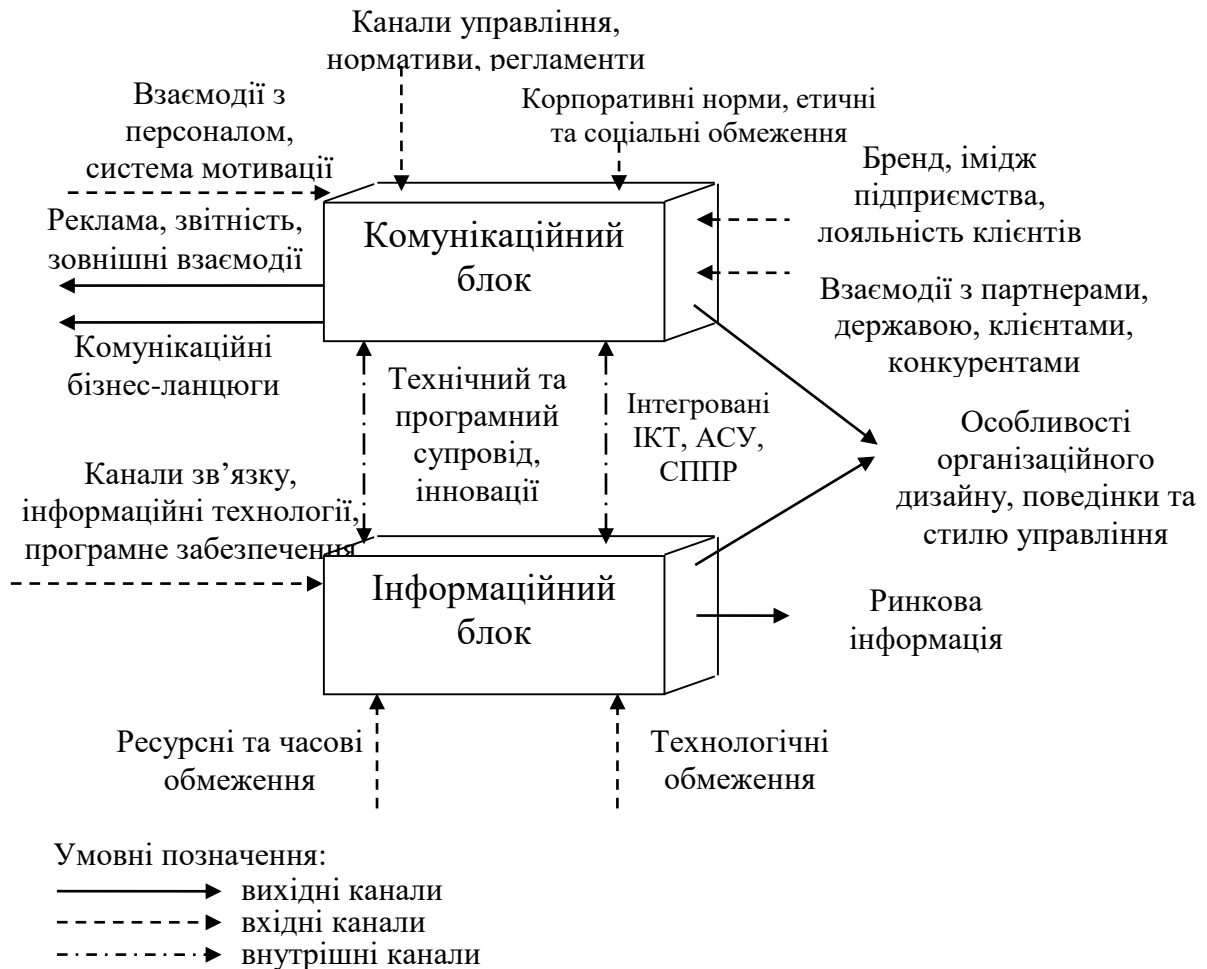 Канали управління,
нормативи, регламенти
Взаємодії з
персоналом,
система мотивації
Корпоративні норми, етичні
та соціальні обмеження
Бренд, імідж
підприємства,
лояльність клієнтів
Реклама, звітність,
зовнішні взаємодії
Комунікаційний
блок
Взаємодії з партнерами,
державою, клієнтами,
конкурентами
Комунікаційні
бізнес-ланцюги
Технічний та
програмний
супровід,
інновації
Інтегровані
ІКТ, АСУ,
СППР
Особливості
організаційного
дизайну, поведінки та
стилю управління
Канали зв’язку,
інформаційні технології,
програмне забезпечення
Інформаційний
блок
Ринкова
інформація
Ресурсні та часові
обмеження
Технологічні
обмеження
Умовні позначення:
вихідні канали
вхідні канали
внутрішні канали